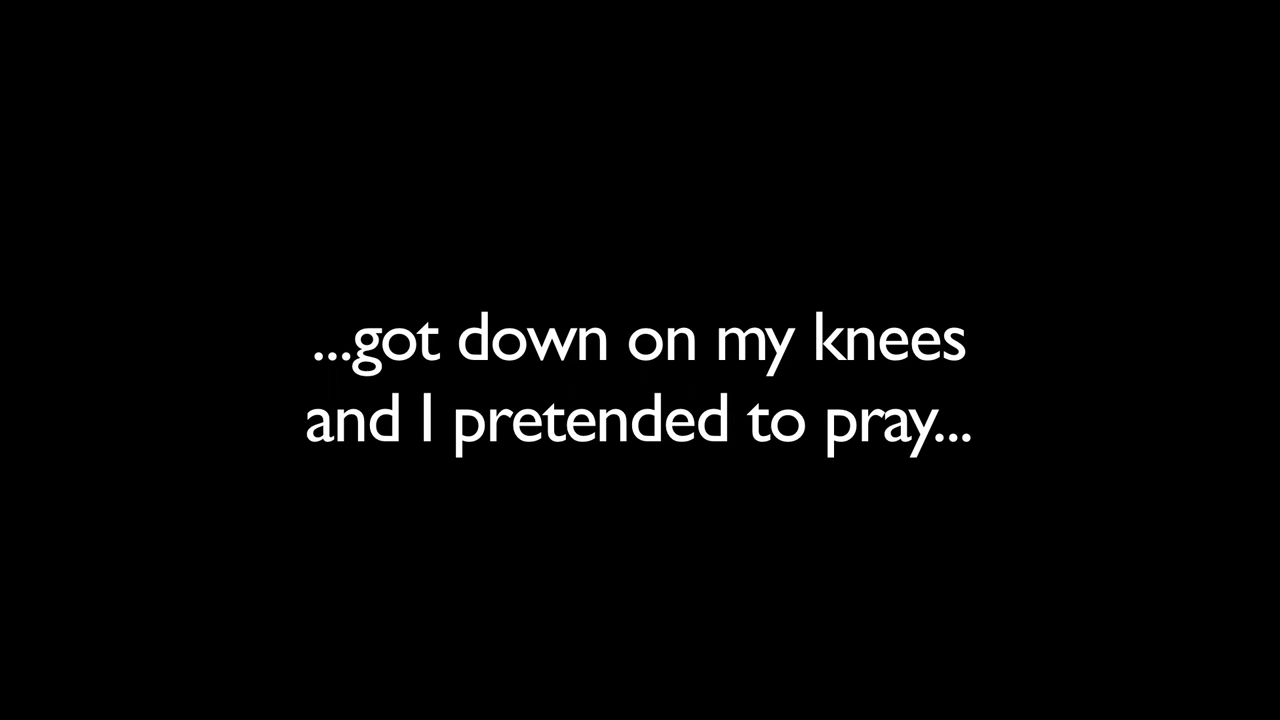 ...got down on my knees
and I pretended to pray...